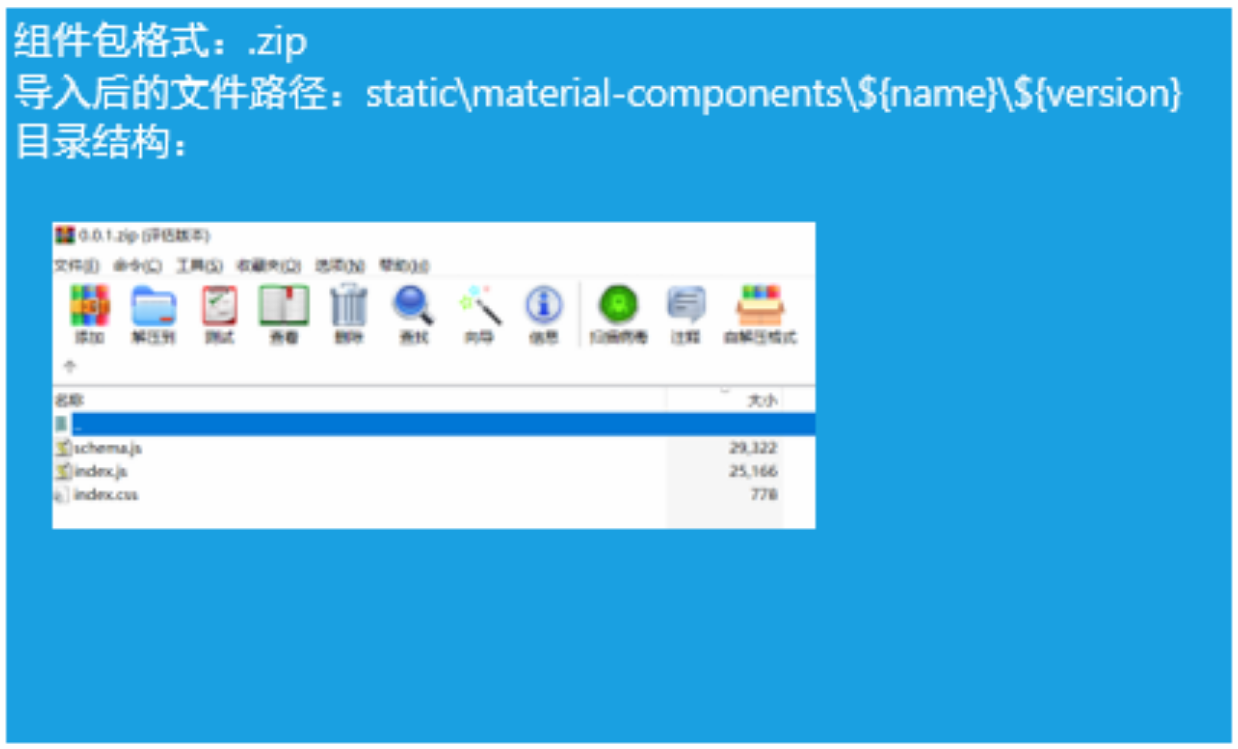 组件包格式：.zip
导入后的文件路径：static\material-components\${name}\${version}
目录结构：
0.0.1.zip (评估版本)
文件(F) 命令(C) 工具(S) 收藏夹(O) 选项(N) 帮助(H)
添加 解压到 测试 查看 删除 查找 向导 信息 扫描病毒 注释 自解压格式
名称 大小
..
schema.js 29,322
index.js 25,166
index.css 778